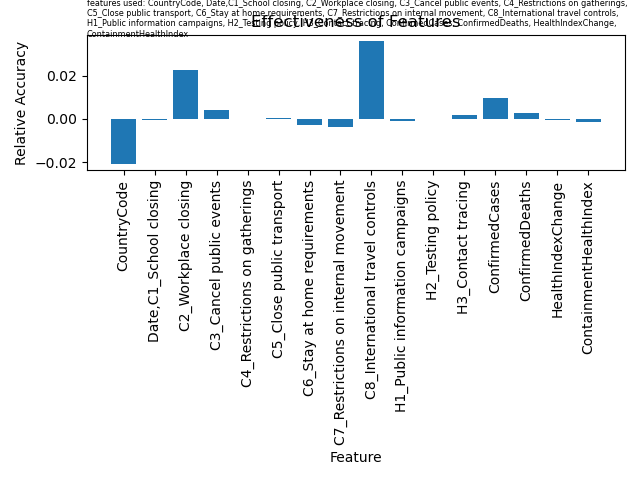 features used: CountryCode, Date,C1_School closing, C2_Workplace closing, C3_Cancel public events, C4_Restrictions on gatherings,
C5_Close public transport, C6_Stay at home requirements, C7_Restrictions on internal movement, C8_International travel controls,
Effectiveness of Features
H1_Public information campaigns, H2_Testing policy, H3_Contact tracing, ConfirmedCases, ConfirmedDeaths, HealthIndexChange,
ContainmentHealthIndex
Relative Accuracy
0.02
0.00
−0.02
CountryCode
Date,C1_School closing
C2_Workplace closing
C3_Cancel public events
C4_Restrictions on gatherings
C5_Close public transport
C6_Stay at home requirements
C7_Restrictions on internal movement
C8_International travel controls
H1_Public information campaigns
H2_Testing policy
H3_Contact tracing
ConfirmedCases
ConfirmedDeaths
HealthIndexChange
ContainmentHealthIndex
Feature